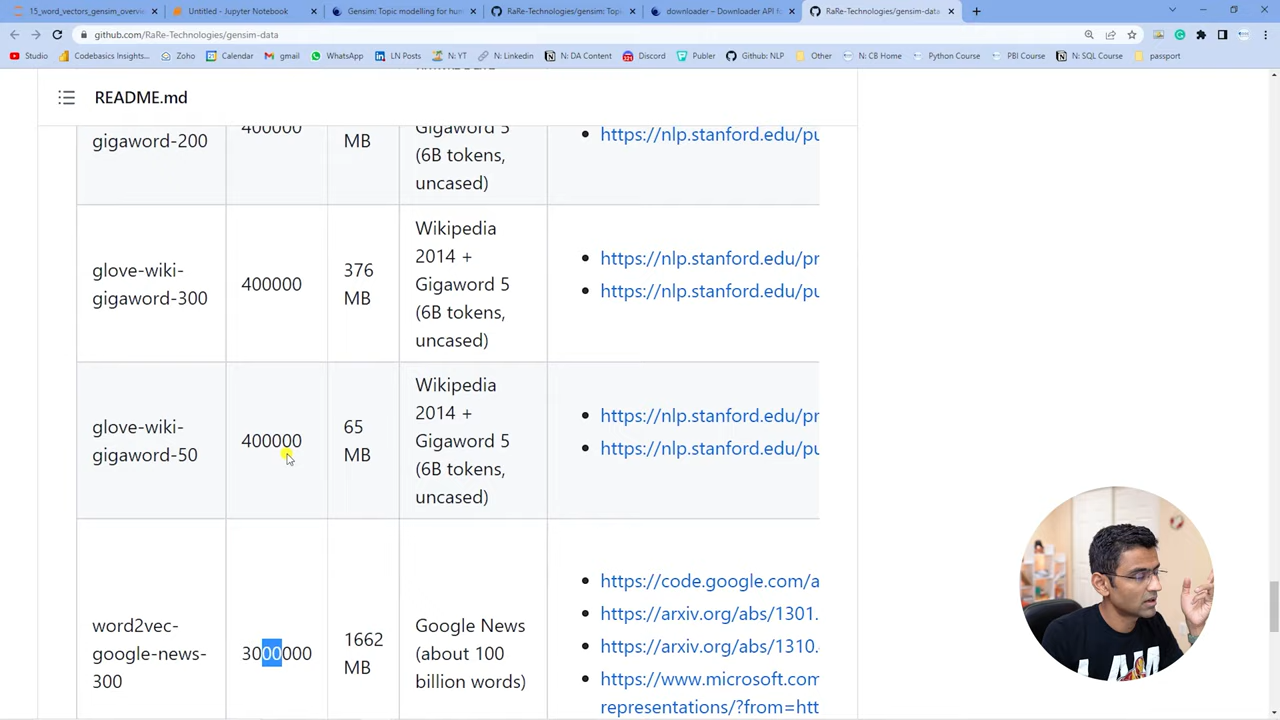 15_word_vectors_gensim_overvie
Untitled - Jupyter Notebook
Gensim: Topic modelling for hum
RaRe-Technologies/gensim: Topic
downloader – Downloader API fo
RaRe-Technologies/gensim-data
github.com/RaRe-Technologies/gensim-data
Studio
Codebasics Insights...
Zoho
Calendar
gmail
WhatsApp
LN Posts
N: YT
N: Linkedin
N: DA Content
Discord
Publer
Github: NLP
Other
N: CB Home
Python Course
PBI Course
N: SQL Course
passport
README.md
gigaword-200
400000
MB
Gigaword 5
(6B tokens,
uncased)
https://nlp.stanford.edu/pu
glove-wiki-
gigaword-300
400000
376
MB
Wikipedia
2014 +
Gigaword 5
(6B tokens,
uncased)
https://nlp.stanford.edu/pr
https://nlp.stanford.edu/pu
glove-wiki-
gigaword-50
400000
65
MB
Wikipedia
2014 +
Gigaword 5
(6B tokens,
uncased)
https://nlp.stanford.edu/pr
https://nlp.stanford.edu/pu
word2vec-
google-news-
300
3000000
1662
MB
Google News
(about 100
billion words)
https://code.google.com/a
https://arxiv.org/abs/1301.
https://arxiv.org/abs/1310.
https://www.microsoft.com
representations/?from=htt